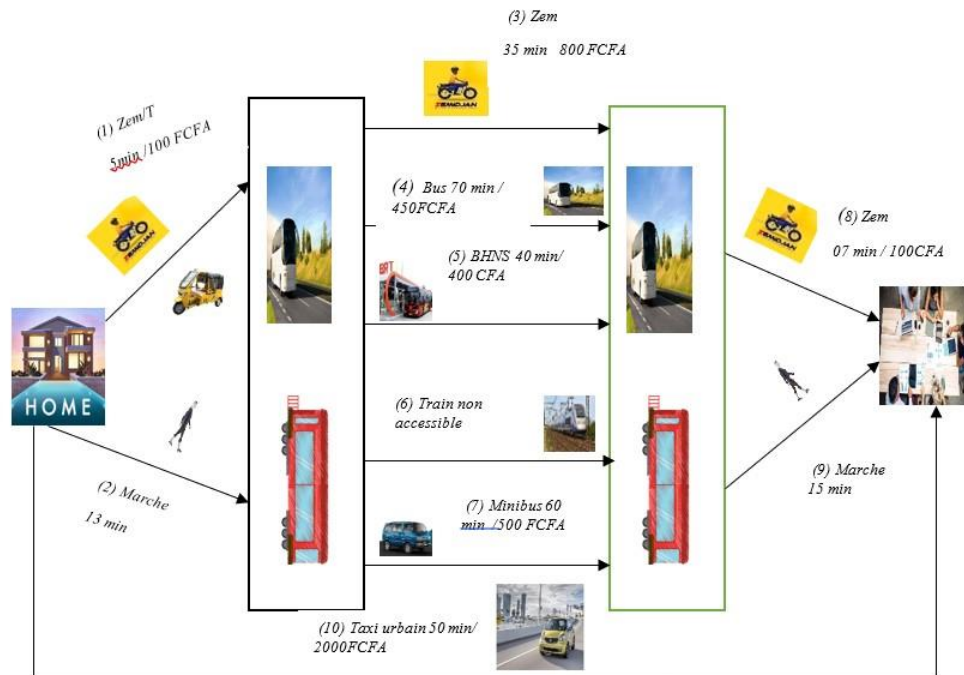 (3) Zem
35 min 800 FCFA
(1) Zem/T
5min /100 FCFA
(4) Bus 70 min /
450FCFA
(5) BHNS 40 min/
400 CFA
BRT
(8) Zem
07 min / 100CFA
HOME
(6) Train non
accessible
(2) Marche
13 min
(7) Minibus 60
min /500 FCFA
(9) Marche
15 min
(10) Taxi urbain 50 min/
2000FCFA